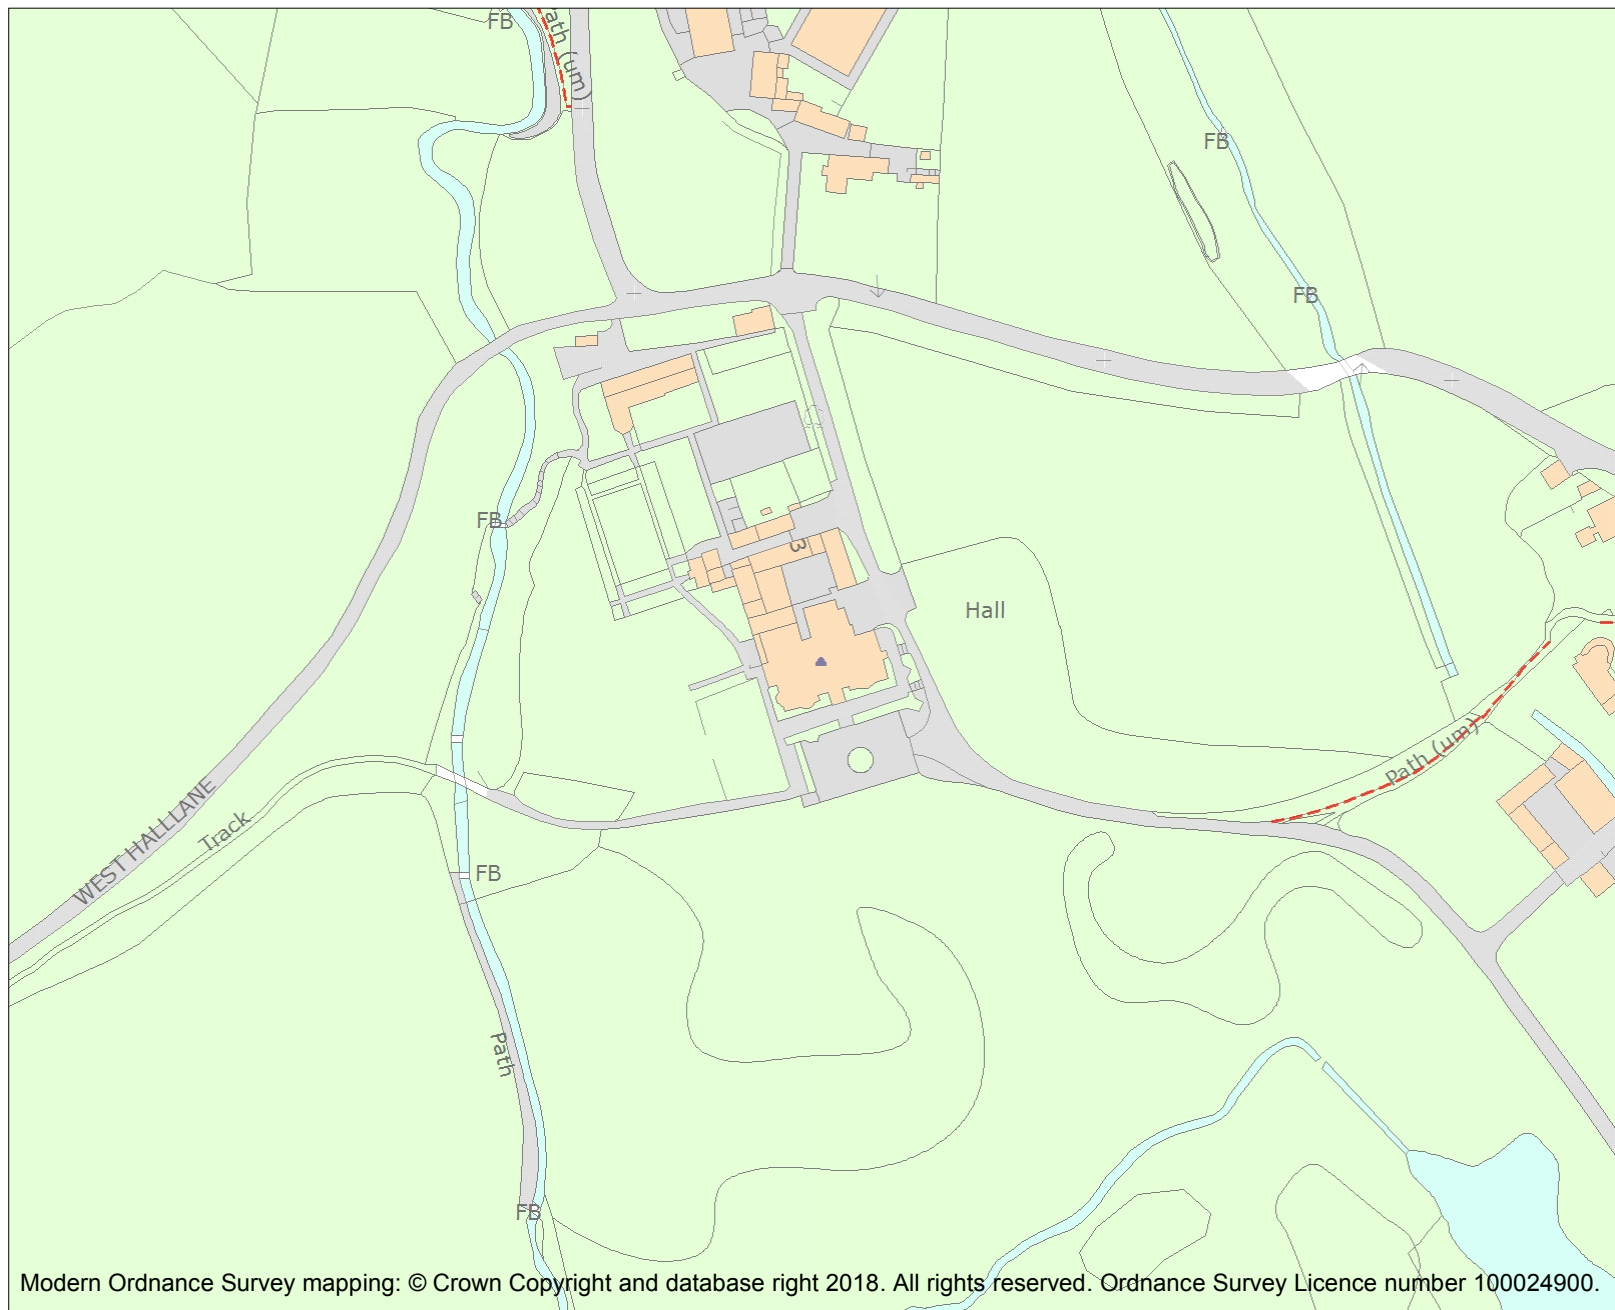 FB
Path (um)
FB
FB
FB
3
Hall
Path (um)
WEST HALL LANE
Track
FB
Path
FB
Modern Ordnance Survey mapping: © Crown Copyright and database right 2018. All rights reserved. Ordnance Survey Licence number 100024900.